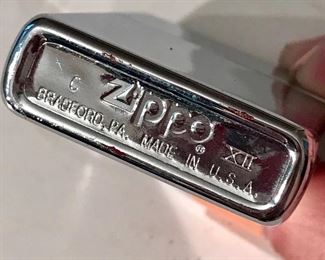 C Zippo® XII
BRADFORD, PA. MADE IN U.S.A.